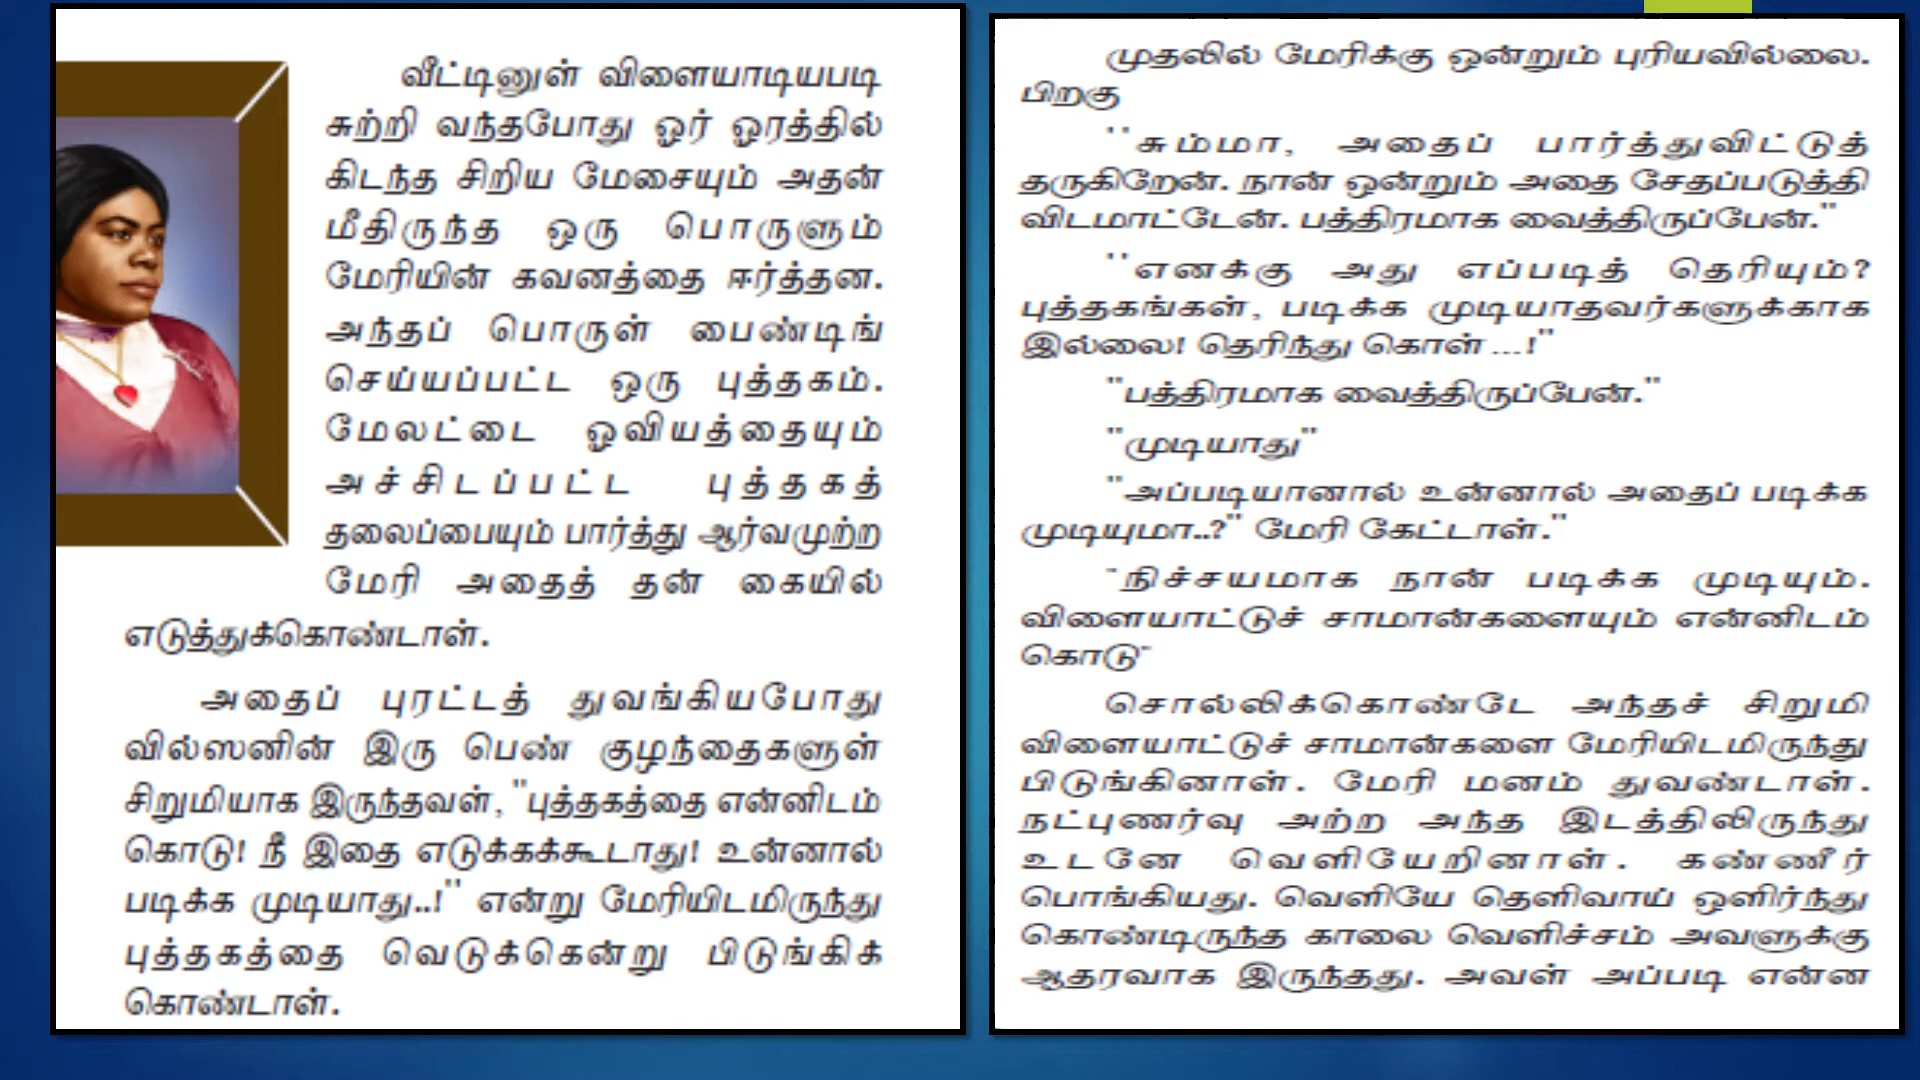 வீட்டினுள் விளையாடியபடி
சுற்றி வந்தபோது ஓர் ஓரத்தில்
கிடந்த சிறிய மேசையும் அதன்
மீதிருந்த ஒரு பொருளும்
மேரியின் கவனத்தை ஈர்த்தன.
அந்தப் பொருள் பைண்டிங்
செய்யப்பட்ட ஒரு புத்தகம்.
மேலட்டை ஓவியத்தையும்
அச்சிடப்பட்ட புத்தகத்
தலைப்பையும் பார்த்து ஆர்வமுற்ற
மேரி அதைத் தன் கையில்
எடுத்துக்கொண்டாள்.
அதைப் புரட்டத் துவங்கியபோது
வில்ஸனின் இரு பெண் குழந்தைகளுள்
சிறுமியாக இருந்தவள், "புத்தகத்தை என்னிடம்
கொடு! நீ இதை எடுக்கக்கூடாது! உன்னால்
படிக்க முடியாது..!" என்று மேரியிடமிருந்து
புத்தகத்தை வெடுக்கென்று பிடுங்கிக்
கொண்டாள்.
முதலில் மேரிக்கு ஒன்றும் புரியவில்லை.
பிறகு
''சும்மா, அதைப் பார்த்துவிட்டுத்
தருகிறேன். நான் ஒன்றும் அதை சேதப்படுத்தி
விடமாட்டேன். பத்திரமாக வைத்திருப்பேன்.''
''எனக்கு அது எப்படித் தெரியும்?
புத்தகங்கள், படிக்க முடியாதவர்களுக்காக
இல்லை! தெரிந்து கொள் ...!"
"பத்திரமாக வைத்திருப்பேன்."
"முடியாது"
"அப்படியானால் உன்னால் அதைப் படிக்க
முடியுமா..?" மேரி கேட்டாள்."
"நிச்சயமாக நான் படிக்க முடியும்.
விளையாட்டுச் சாமான்களையும் என்னிடம்
கொடு"
சொல்லிக்கொண்டே அந்தச் சிறுமி
விளையாட்டுச் சாமான்களை மேரியிடமிருந்து
பிடுங்கினாள். மேரி மனம் துவண்டாள்.
நட்புணர்வு அற்ற அந்த இடத்திலிருந்து
உடனே வெளியேறினாள். கண்ணீர்
பொங்கியது. வெளியே தெளிவாய் ஒளிர்ந்து
கொண்டிருந்த காலை வெளிச்சம் அவளுக்கு
ஆதரவாக இருந்தது. அவள் அப்படி என்ன